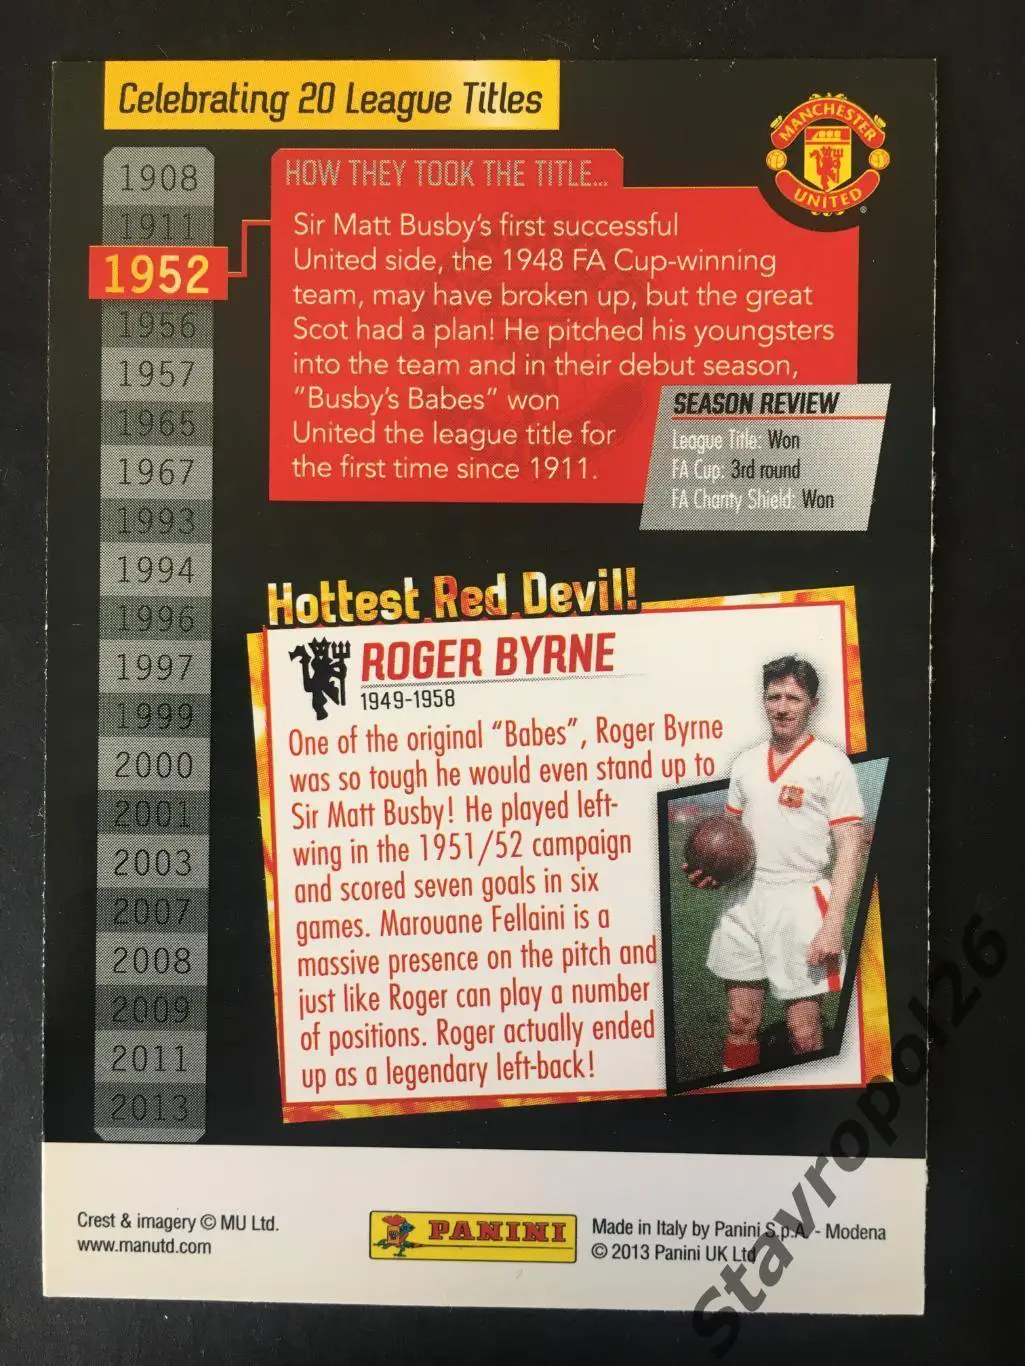 Celebrating 20 League Titles
MANCHESTER
UNITED
®
1908
1911
1952
1956
1957
1965
1967
1993
1994
1996
1997
1999
2000
2001
2003
2007
2008
2009
2011
2013
HOW THEY TOOK THE TITLE...
Sir Matt Busby's first successful
United side, the 1948 FA Cup-winning
team, may have broken up, but the great
Scot had a plan! He pitched his youngsters
into the team and in their debut season,
"Busby's Babes" won
United the league title for
the first time since 1911.
SEASON REVIEW
League Title: Won
FA Cup: 3rd round
FA Charity Shield: Won
Hottest Red Devil!
ROGER BYRNE
1949-1958
One of the original "Babes", Roger Byrne
was so tough he would even stand up to
Sir Matt Busby! He played left-
wing in the 1951/52 campaign
and scored seven goals in six
games. Marouane Fellaini is a
massive presence on the pitch and
just like Roger can play a number
of positions. Roger actually ended
up as a legendary left-back!
Crest & imagery © MU Ltd.
www.manutd.com
PANINI
Made in Italy by Panini S.p.A. - Modena
© 2013 Panini UK Ltd
Stavropol26